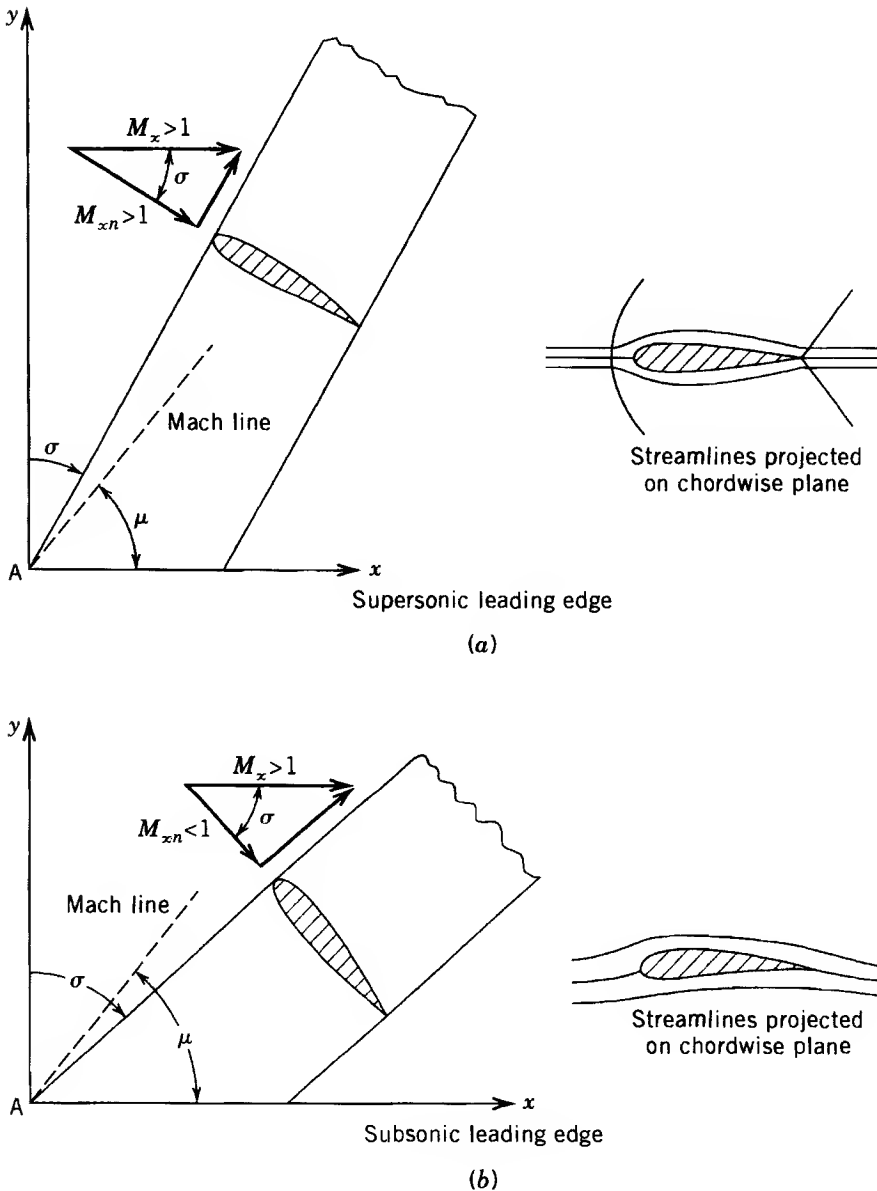 y
M_x>1
σ
M_xn>1
Mach line
σ
μ
A
x
Streamlines projected
on chordwise plane
Supersonic leading edge
(a)
y
M_x>1
M_xn<1
σ
Mach line
σ
μ
A
x
Streamlines projected
on chordwise plane
Subsonic leading edge
(b)